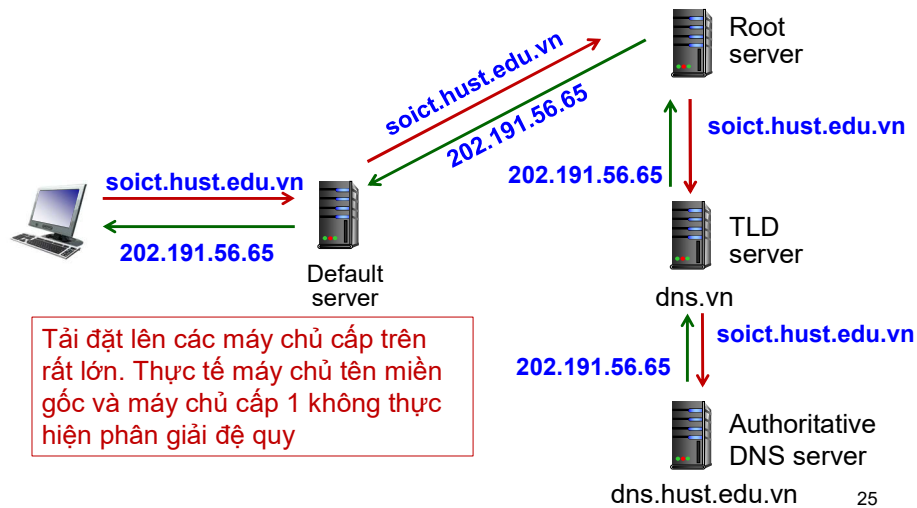 Root
server
soict.hust.edu.vn
202.191.56.65
soict.hust.edu.vn
202.191.56.65
soict.hust.edu.vn
202.191.56.65
Default
server
TLD
server
dns.vn
Tải đặt lên các máy chủ cấp trên
rất lớn. Thực tế máy chủ tên miền
gốc và máy chủ cấp 1 không thực
hiện phân giải đệ quy
soict.hust.edu.vn
202.191.56.65
Authoritative
DNS server
dns.hust.edu.vn
25